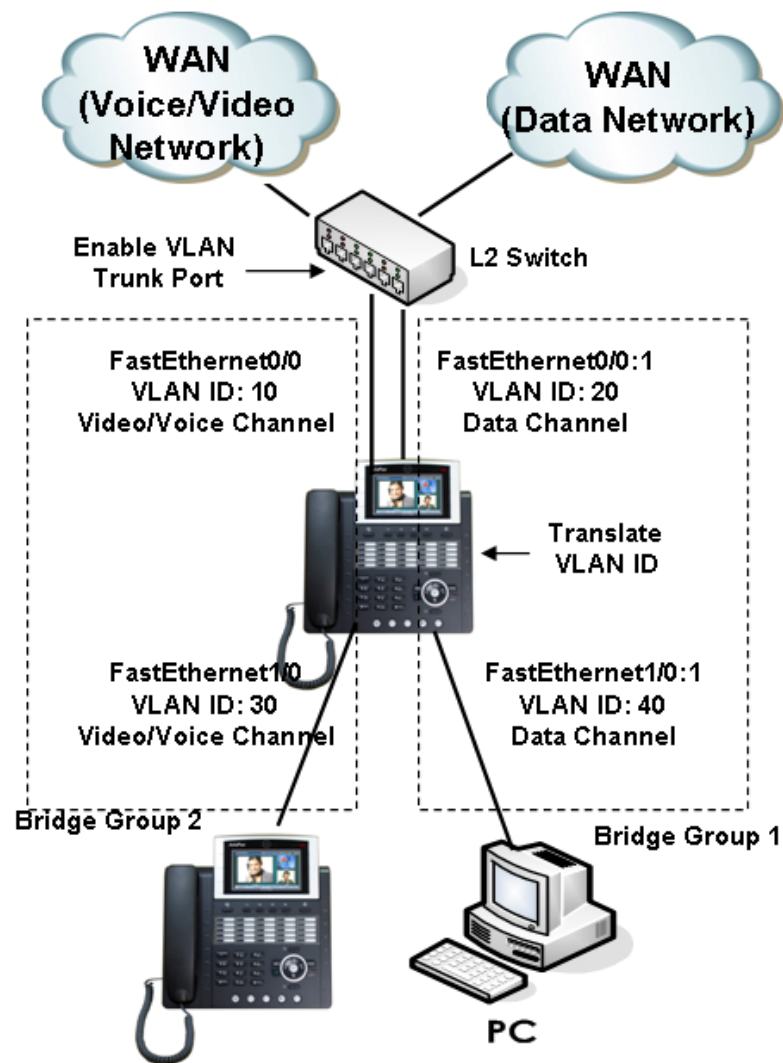 WAN
(Voice/Video
Network)
WAN
(Data Network)
Enable VLAN
Trunk Port
L2 Switch
FastEthernet0/0
VLAN ID: 10
Video/Voice Channel
FastEthernet0/0:1
VLAN ID: 20
Data Channel
Translate
VLAN ID
FastEthernet1/0
VLAN ID: 30
Video/Voice Channel
FastEthernet1/0:1
VLAN ID: 40
Data Channel
Bridge Group 2
Bridge Group 1
PC